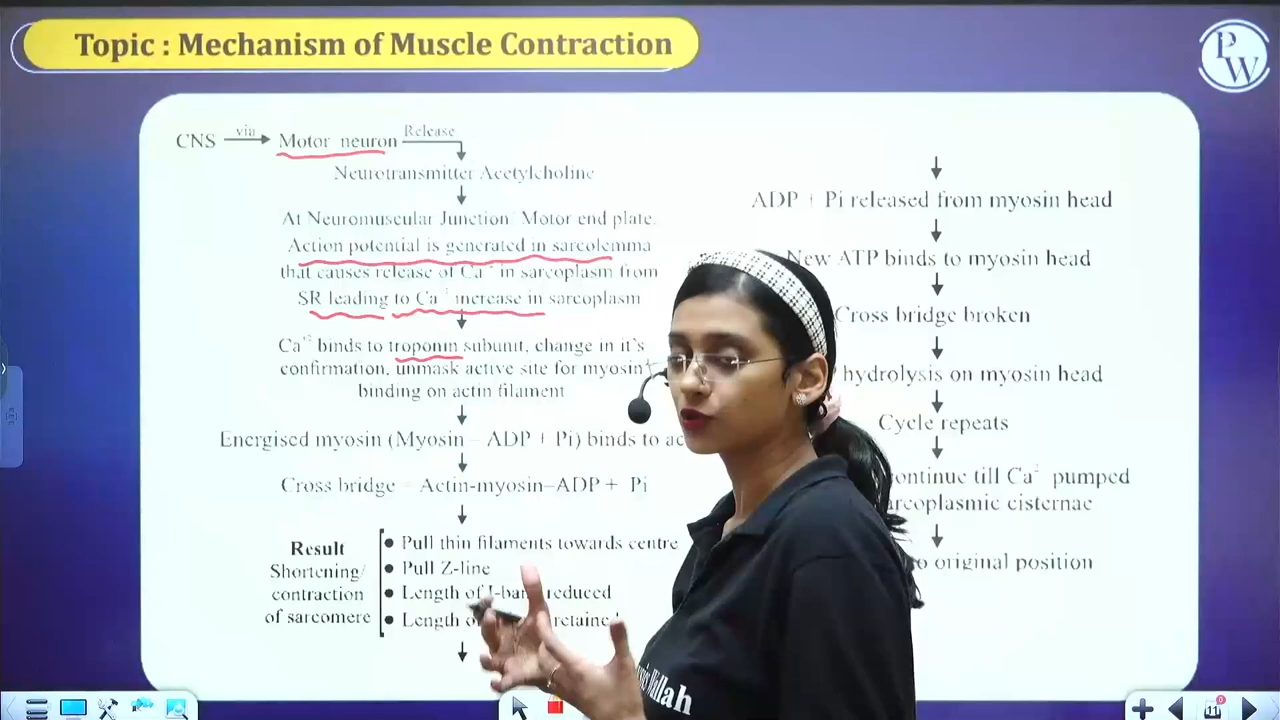 Topic : Mechanism of Muscle Contraction
PW
CNS via Motor neuron Release
Neurotransmitter Acetylcholine
At Neuromuscular Junction Motor end plate.
Action potential is generated in sarcolemma
that causes release of Ca in sarcoplasm from
SR leading to Ca increase in sarcoplasm
Ca+2 binds to troponin subunit, change in it's
confirmation, unmask active site for myosin
binding on actin filament
Energised myosin (Myosin – ADP + Pi) binds to
Cross bridge Actin-myosin–ADP + Pi
Result
Shortening/
contraction
of sarcomere
• Pull thin filaments towards centre
• Pull Z-line
• Length of I-band reduced
• Length
ADP + Pi released from myosin head
New ATP binds to myosin head
Cross bridge broken
hydrolysis on myosin head
Cycle repeats
till Ca pumped
cisternae
original position
11
0